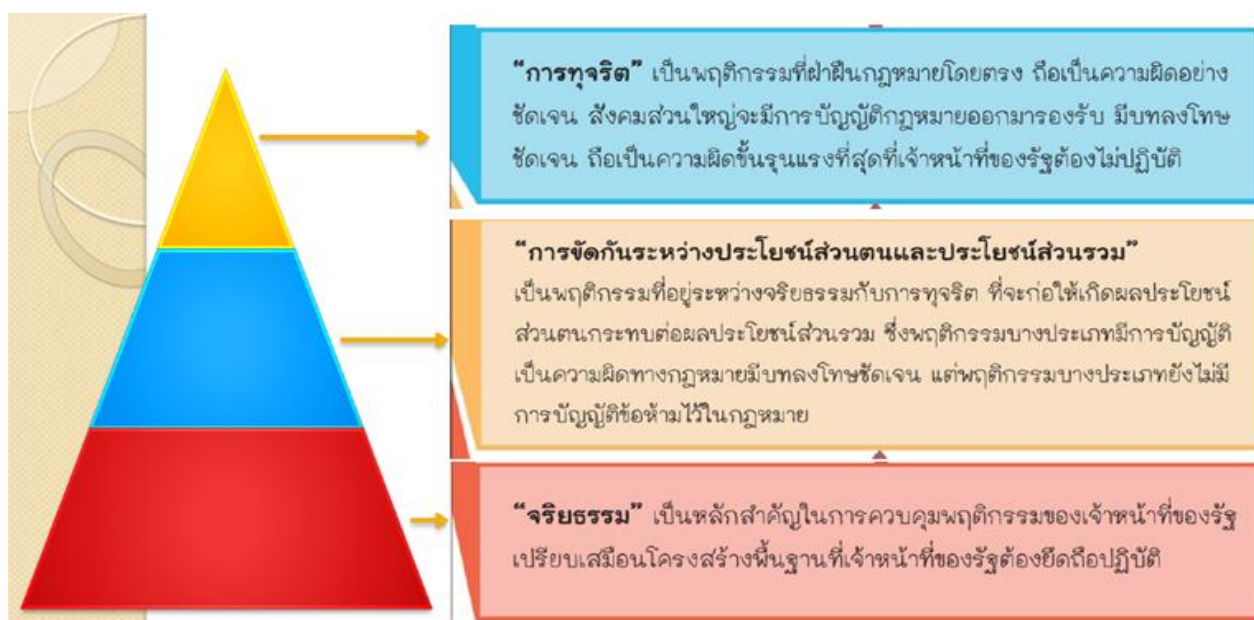 “การทุจริต” เป็นพฤติกรรมที่ฝ่าฝืนกฎหมายโดยตรง ถือเป็นความผิดอย่าง
ชัดเจน สังคมส่วนใหญ่จะมีการบัญญัติกฎหมายออกมารองรับ มีบทลงโทษ
ชัดเจน ถือเป็นความผิดขั้นรุนแรงที่สุดที่เจ้าหน้าที่ของรัฐต้องไม่ปฏิบัติ
“การขัดกันระหว่างประโยชน์ส่วนตนและประโยชน์ส่วนรวม”
เป็นพฤติกรรมที่อยู่ระหว่างจริยธรรมกับการทุจริต ที่จะก่อให้เกิดผลประโยชน์
ส่วนตนกระทบต่อผลประโยชน์ส่วนรวม ซึ่งพฤติกรรมบางประเภทมีการบัญญัติ
เป็นความผิดทางกฎหมายมีบทลงโทษชัดเจน แต่พฤติกรรมบางประเภทยังไม่มี
การบัญญัติข้อห้ามไว้ในกฎหมาย
“จริยธรรม” เป็นหลักสำคัญในการควบคุมพฤติกรรมของเจ้าหน้าที่ของรัฐ
เปรียบเสมือนโครงสร้างพื้นฐานที่เจ้าหน้าที่ของรัฐต้องยึดถือปฏิบัติ